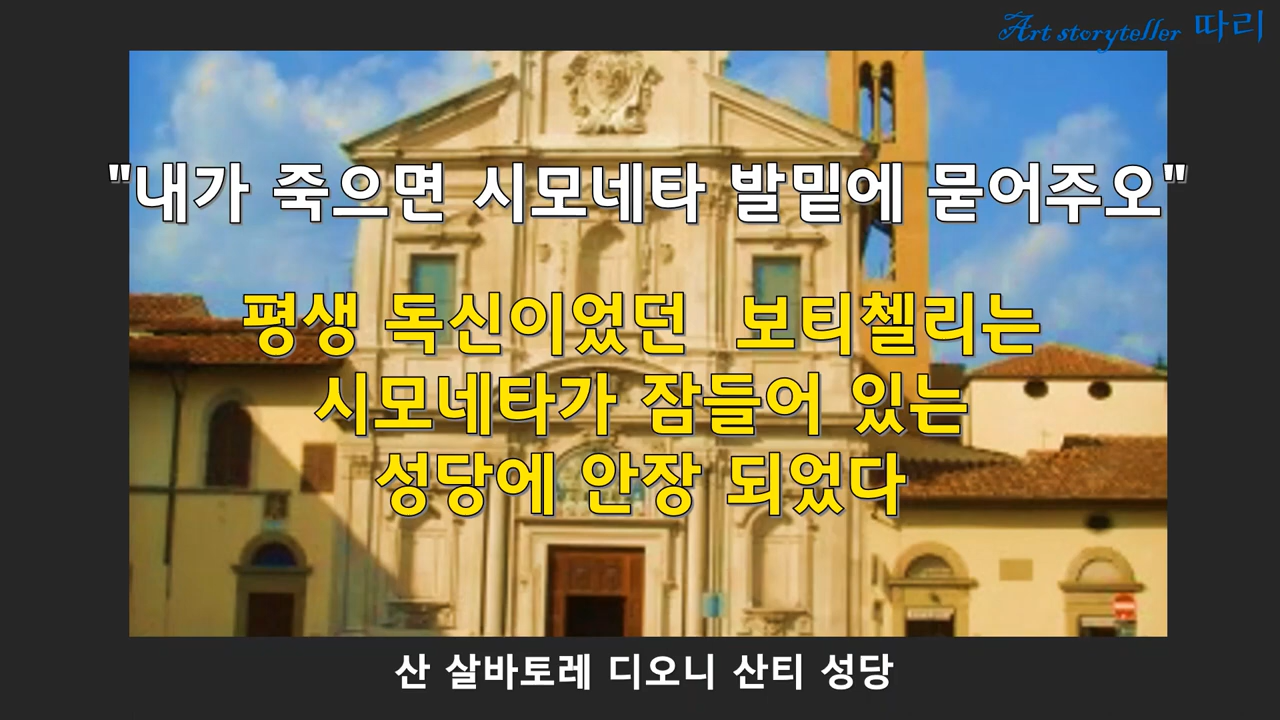 Art storyteller 따리
"내가 죽으면 시모네타 발밑에 묻어주오"
평생 독신이었던 보티첼리는
시모네타가 잠들어 있는
성당에 안장 되었다
산 살바토레 디오니 산티 성당